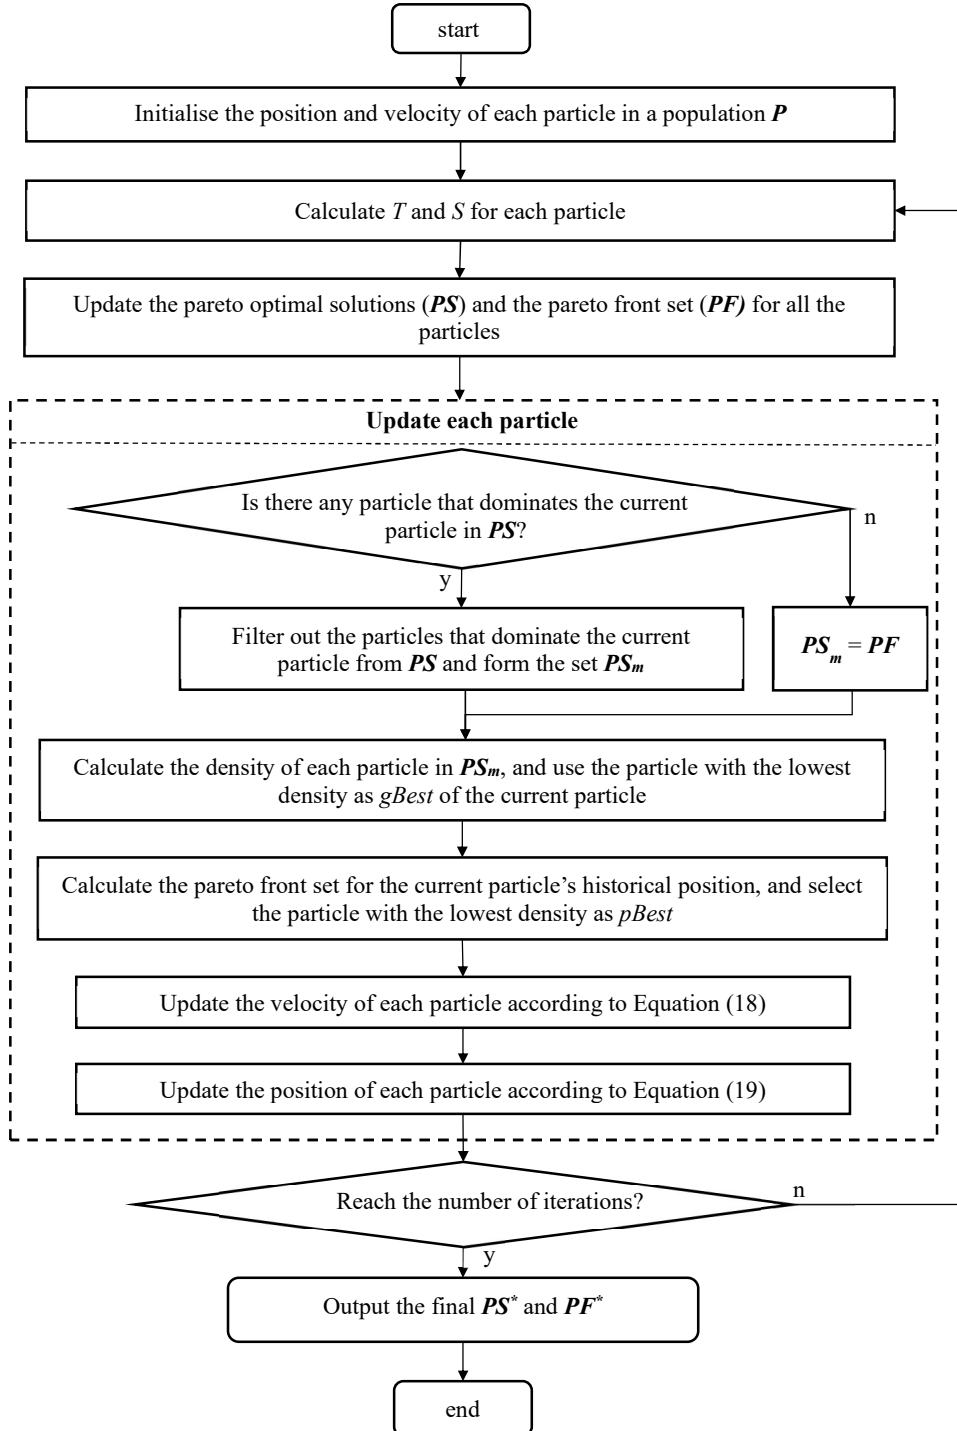 start
Initialise the position and velocity of each particle in a population P
Calculate T and S for each particle
Update the pareto optimal solutions (PS) and the pareto front set (PF) for all the
particles
Update each particle
Is there any particle that dominates the current
particle in PS?
n
y
Filter out the particles that dominate the current
particle from PS and form the set PSm
PSm = PF
Calculate the density of each particle in PSm, and use the particle with the lowest
density as gBest of the current particle
Calculate the pareto front set for the current particle's historical position, and select
the particle with the lowest density as pBest
Update the velocity of each particle according to Equation (18)
Update the position of each particle according to Equation (19)
Reach the number of iterations?
n
y
Output the final PS* and PF*
end